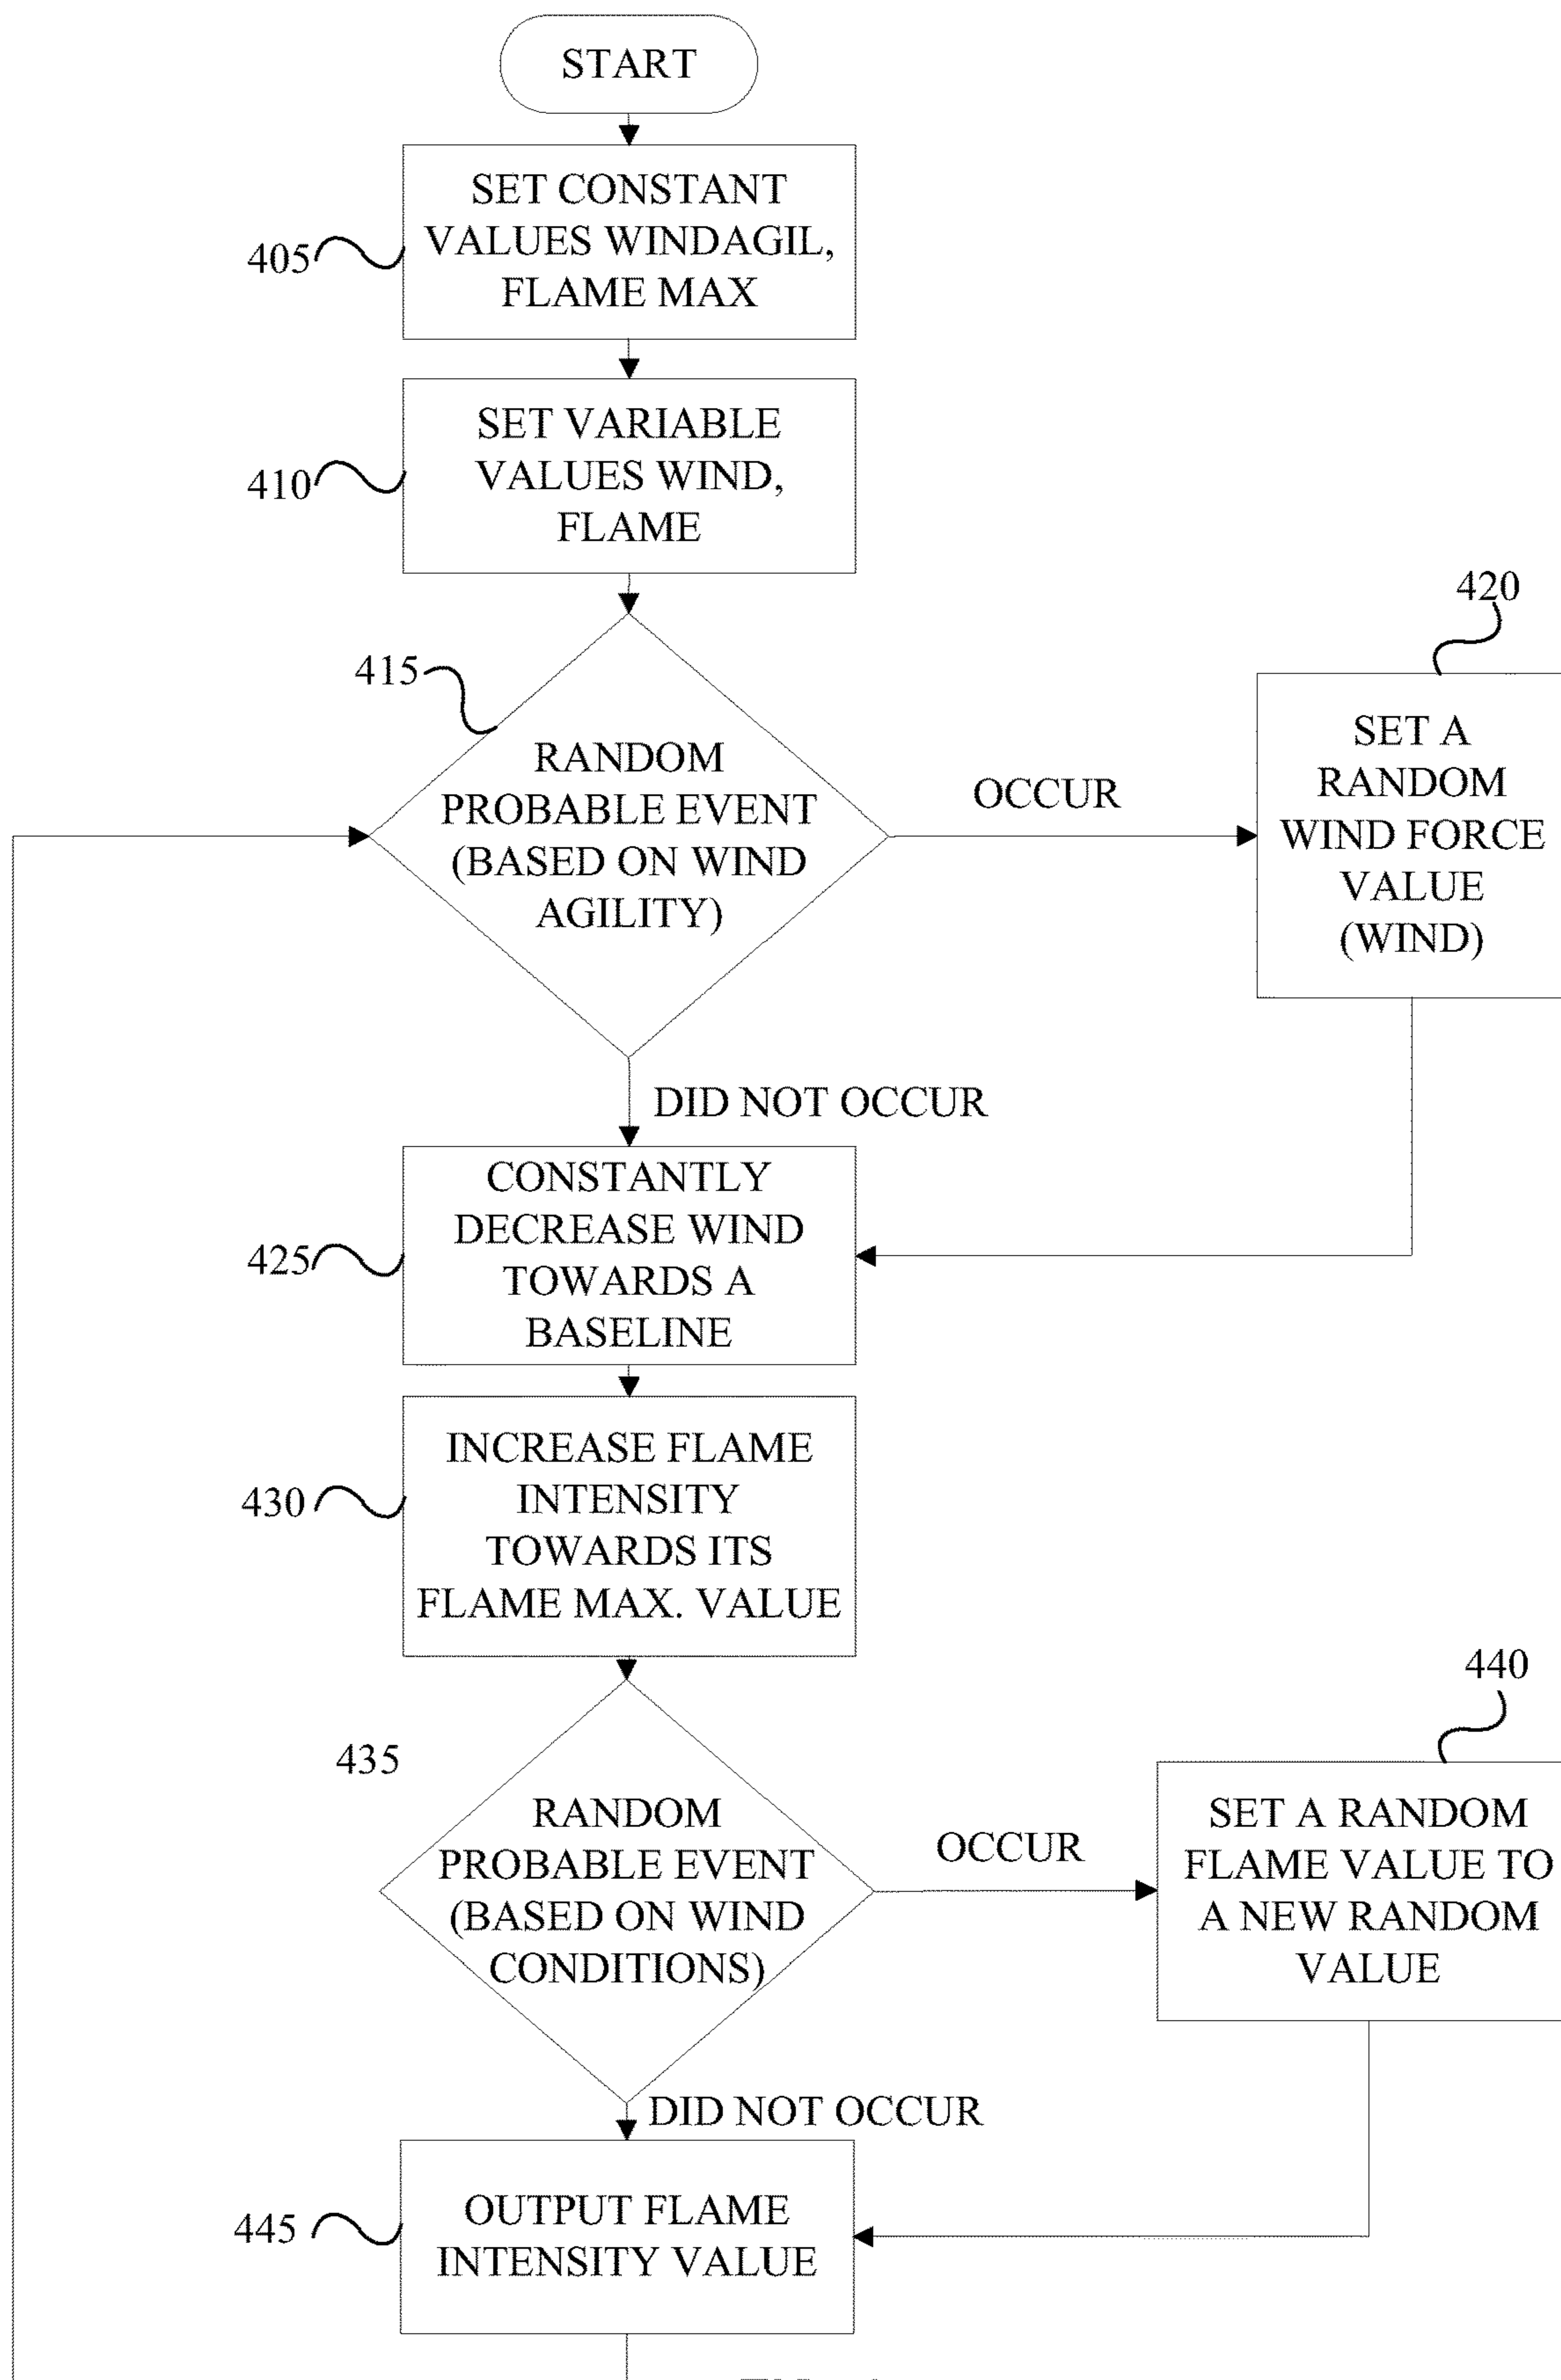 START
SET CONSTANT
VALUES WINDAGIL,
FLAME MAX
405
SET VARIABLE
VALUES WIND,
FLAME
410
415
RANDOM
PROBABLE EVENT
(BASED ON WIND
AGILITY)
OCCUR
420
SET A
RANDOM
WIND FORCE
VALUE
(WIND)
DID NOT OCCUR
CONSTANTLY
DECREASE WIND
TOWARDS A
BASELINE
425
INCREASE FLAME
INTENSITY
TOWARDS ITS
FLAME MAX. VALUE
430
435
RANDOM
PROBABLE EVENT
(BASED ON WIND
CONDITIONS)
OCCUR
440
SET A RANDOM
FLAME VALUE TO
A NEW RANDOM
VALUE
DID NOT OCCUR
OUTPUT FLAME
INTENSITY VALUE
445